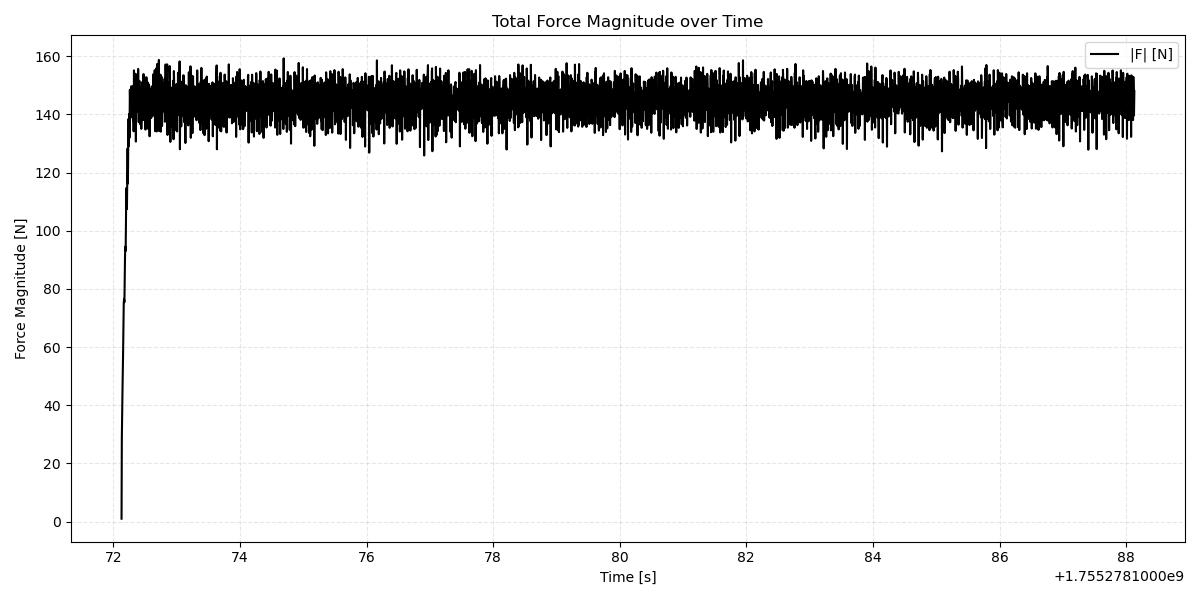 Total Force Magnitude over Time
|F| [N]
Force Magnitude [N]
160
140
120
100
80
60
40
20
0
72 74 76 78 80 82 84 86 88
Time [s]
+1.7552781000e9